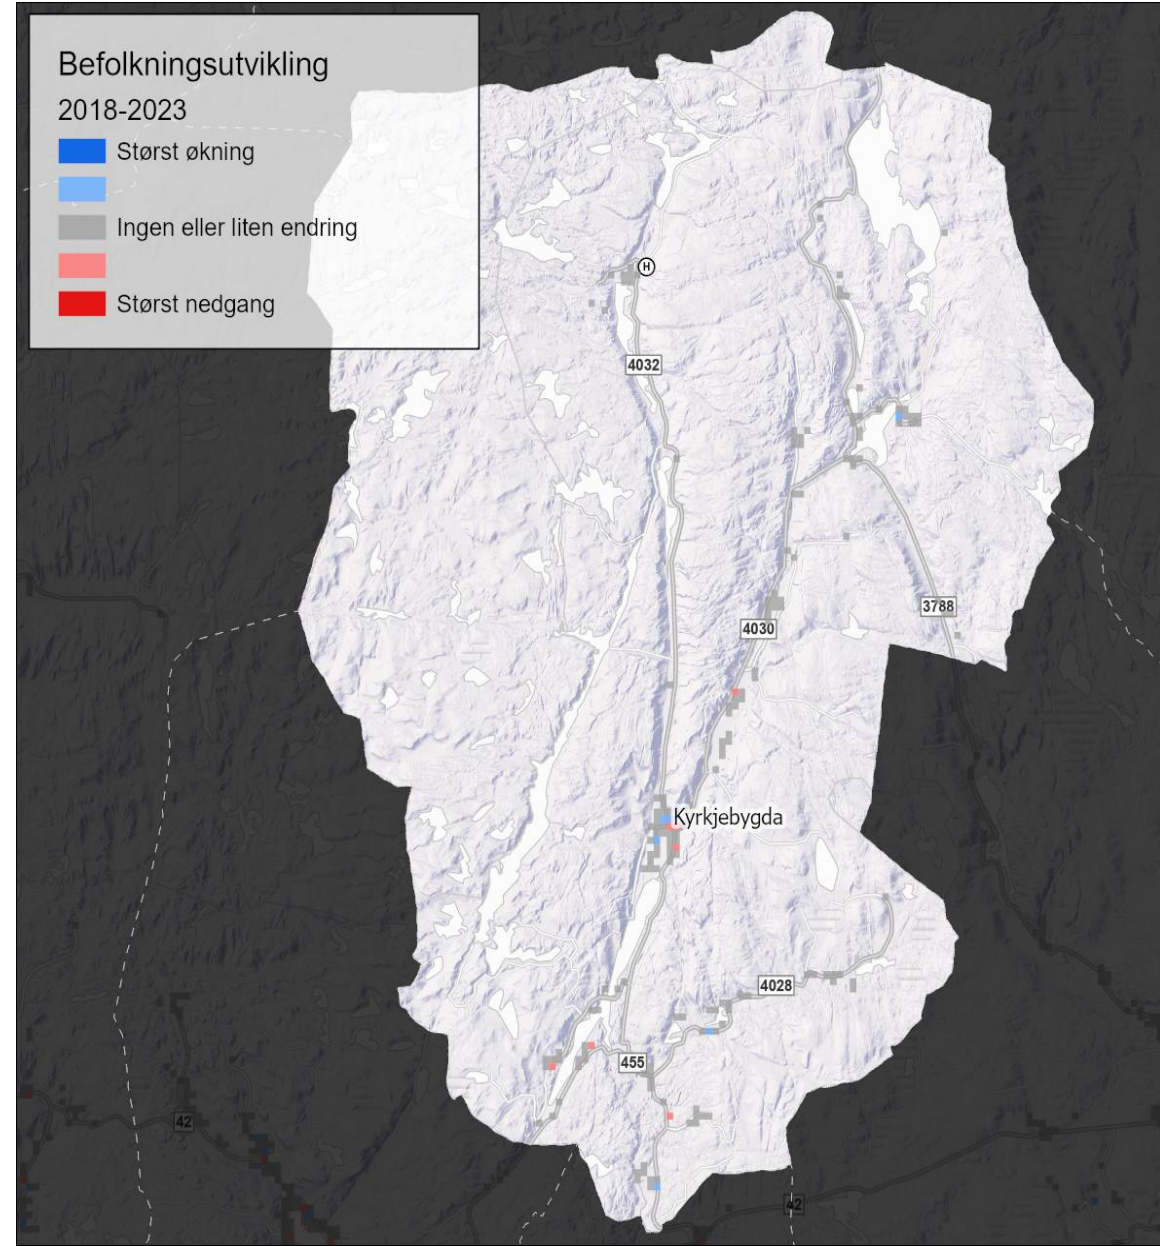 Befolkningsutvikling
2018-2023
Størst økning
Ingen eller liten endring
Størst nedgang
H
4032
3788
4030
Kyrkjebygda
4028
455
42
42